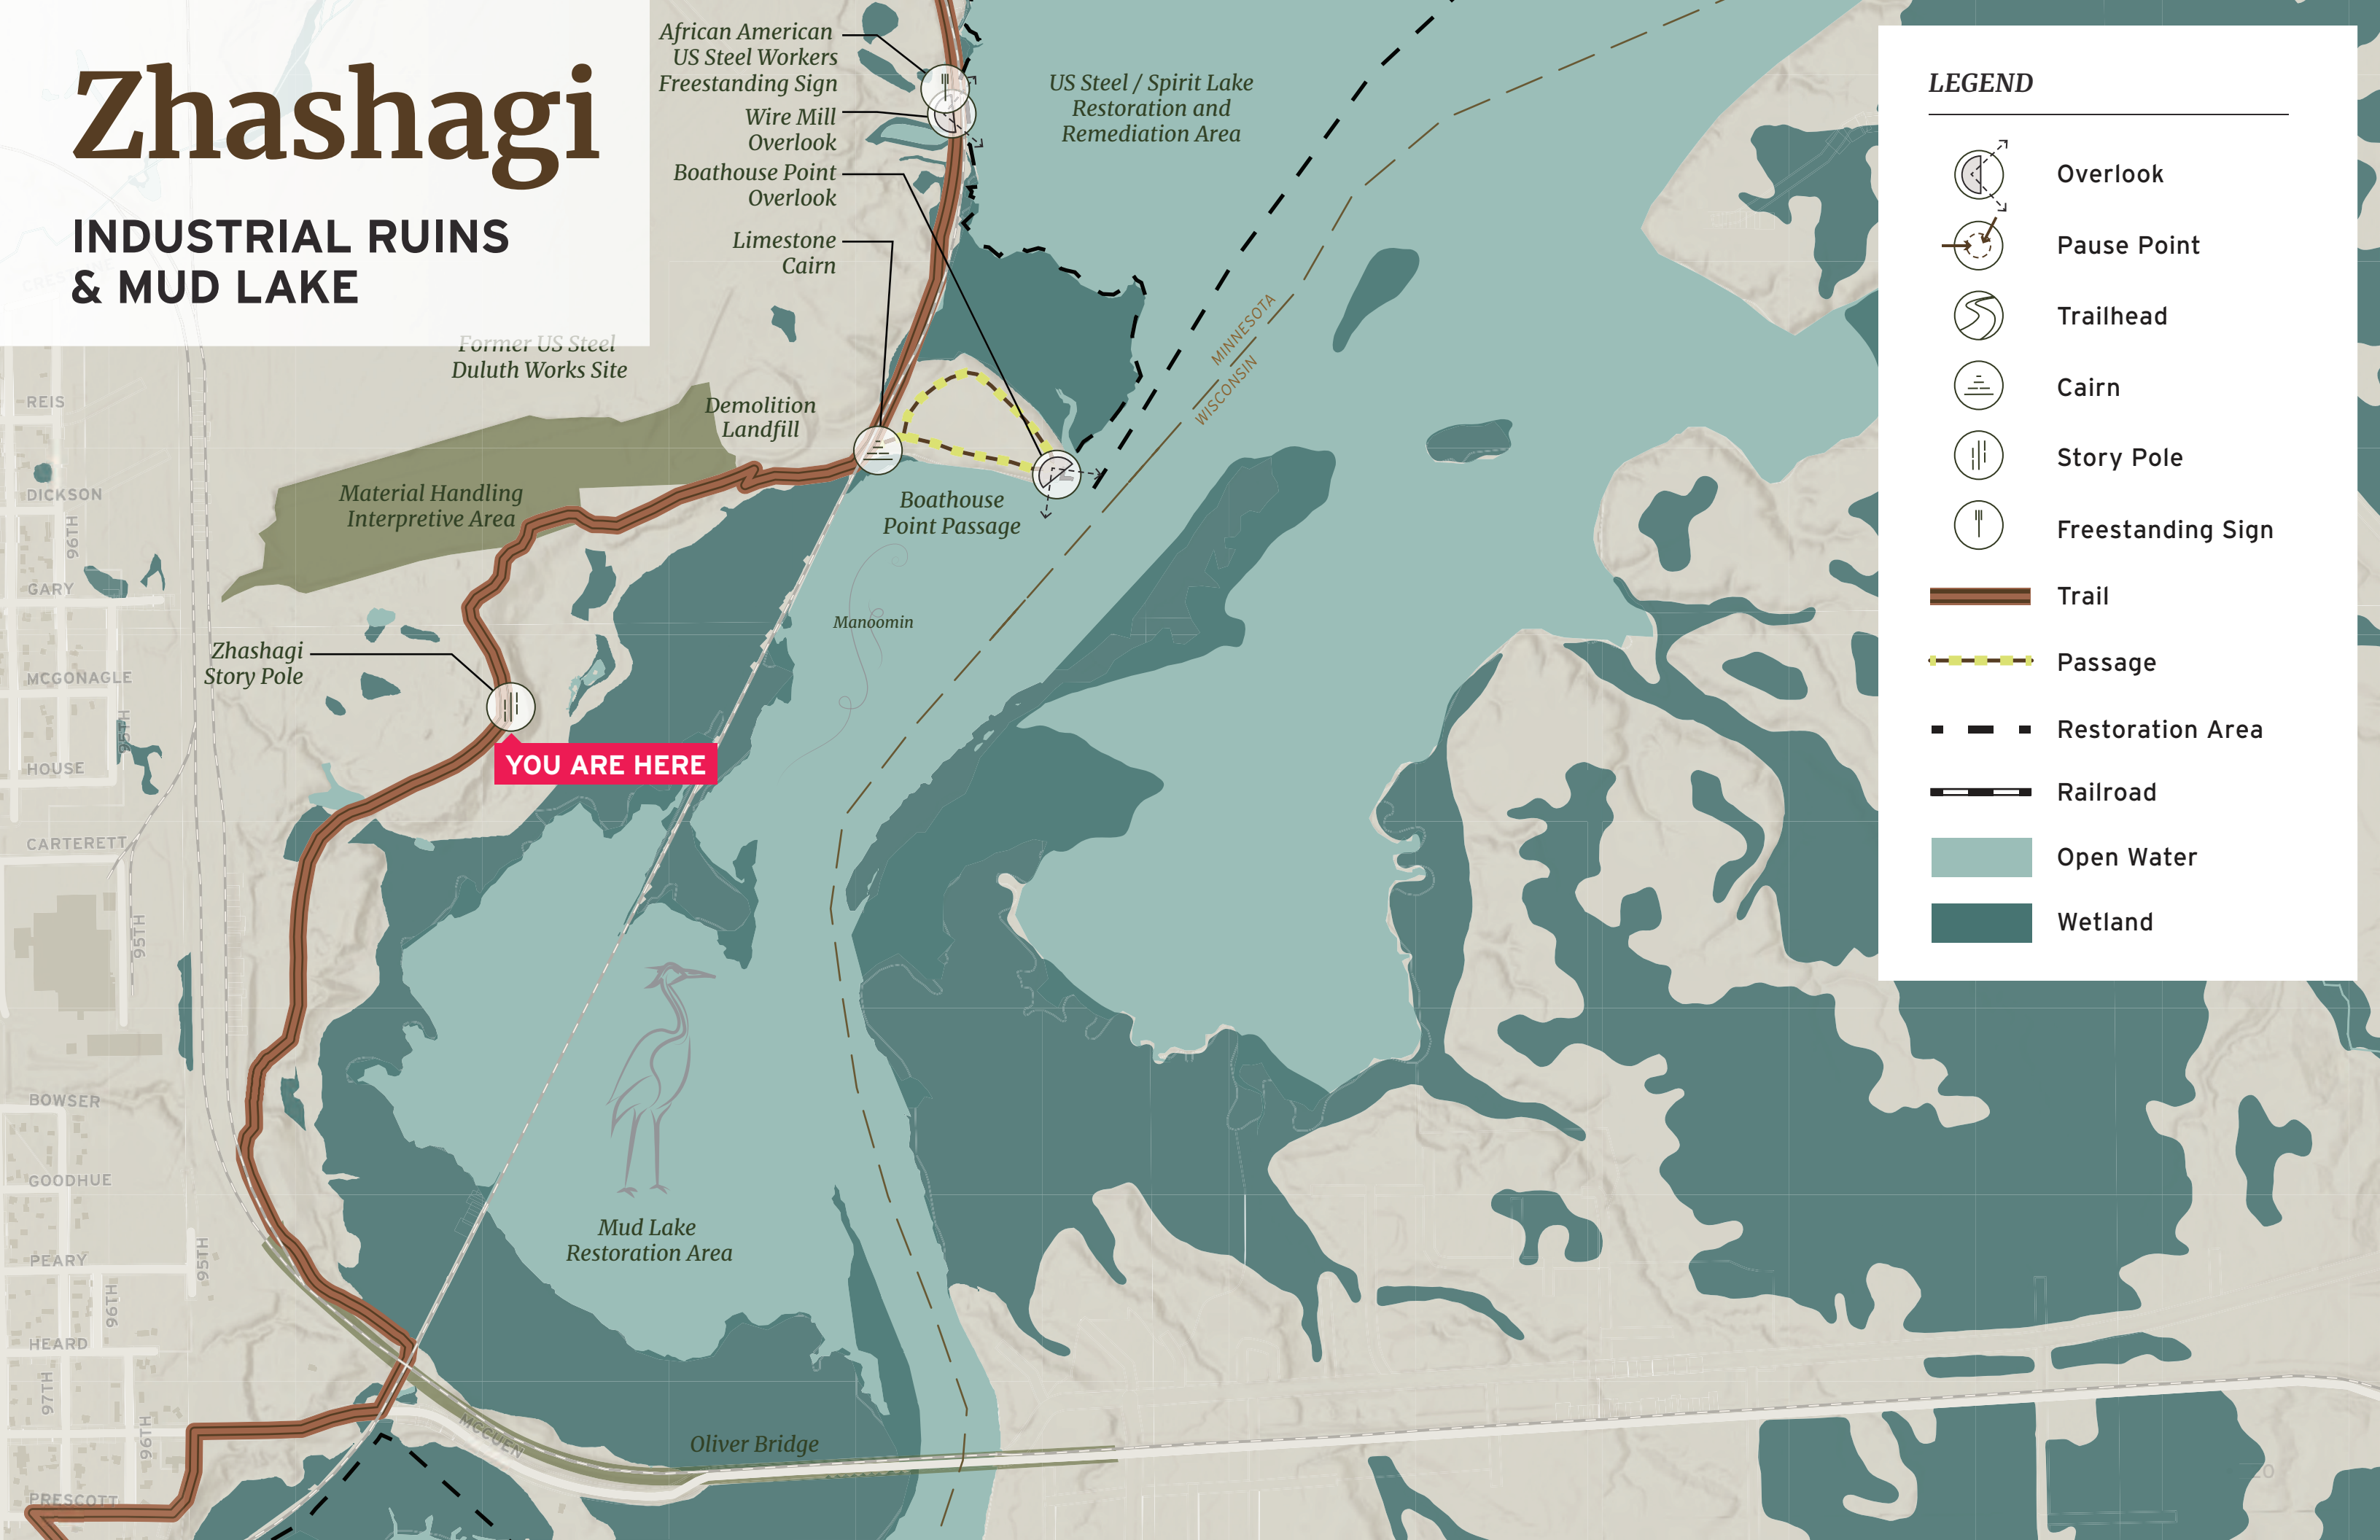 Zhashagi
INDUSTRIAL RUINS
& MUD LAKE
African American
US Steel Workers
Freestanding Sign
Wire Mill
Overlook
Boathouse Point
Overlook
Limestone
Cairn
US Steel / Spirit Lake
Restoration and
Remediation Area
MINNESOTA
WISCONSIN
Former US Steel
Duluth Works Site
Demolition
Landfill
Material Handling
Interpretive Area
Boathouse
Point Passage
Manoomin
Zhashagi
Story Pole
YOU ARE HERE
Mud Lake
Restoration Area
Oliver Bridge
MCCUEN
REIS
DICKSON
96TH
GARY
MCGONAGLE
95TH
HOUSE
CARTERETT
95TH
BOWSER
GOODHUE
PEARY
95TH
96TH
HEARD
97TH
96TH
PRESCOTT
LEGEND
Overlook
Pause Point
Trailhead
Cairn
Story Pole
Freestanding Sign
Trail
Passage
Restoration Area
Railroad
Open Water
Wetland